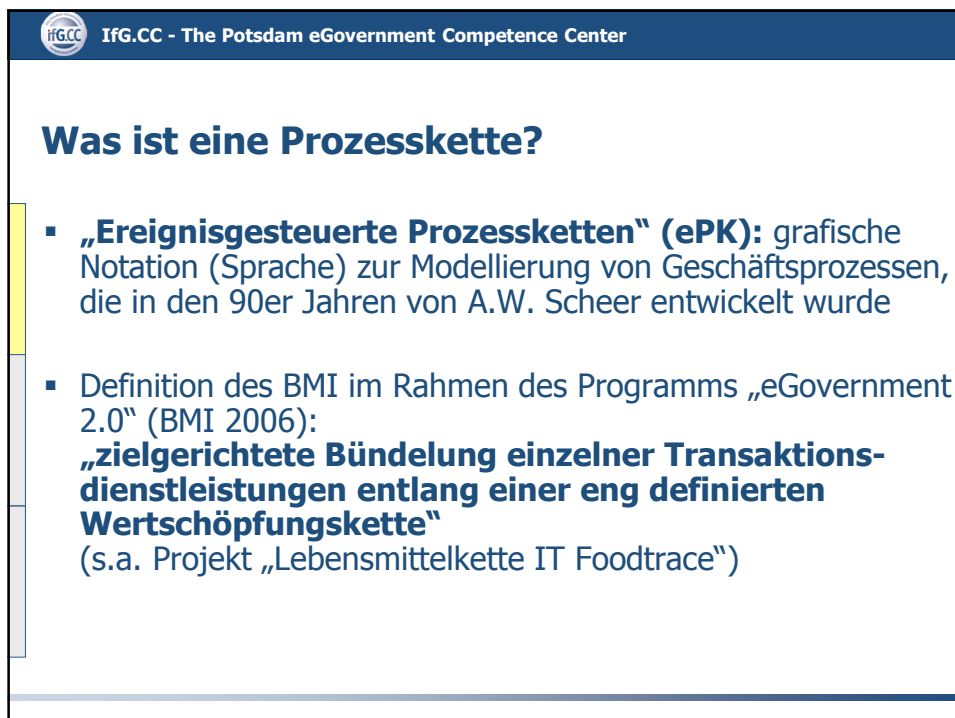 ifG.CC IfG.CC - The Potsdam eGovernment Competence Center
Was ist eine Prozesskette?
▪ „Ereignisgesteuerte Prozessketten“ (ePK): grafische
Notation (Sprache) zur Modellierung von Geschäftsprozessen,
die in den 90er Jahren von A.W. Scheer entwickelt wurde
▪ Definition des BMI im Rahmen des Programms „eGovernment
2.0“ (BMI 2006):
„zielgerichtete Bündelung einzelner Transaktions-
dienstleistungen entlang einer eng definierten
Wertschöpfungskette“
(s.a. Projekt „Lebensmittelkette IT Foodtrace“)